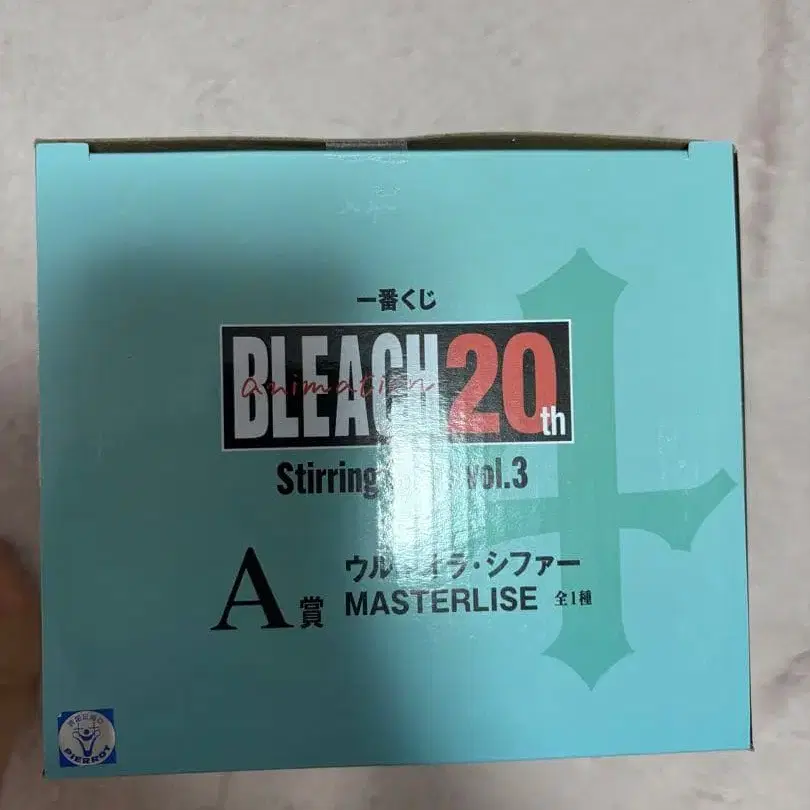 一番くじ
BLEACH 20th
animation
Stirring vol.3
A賞
ウル オラ・シファー
MASTERLISE 全1種
PIERROT